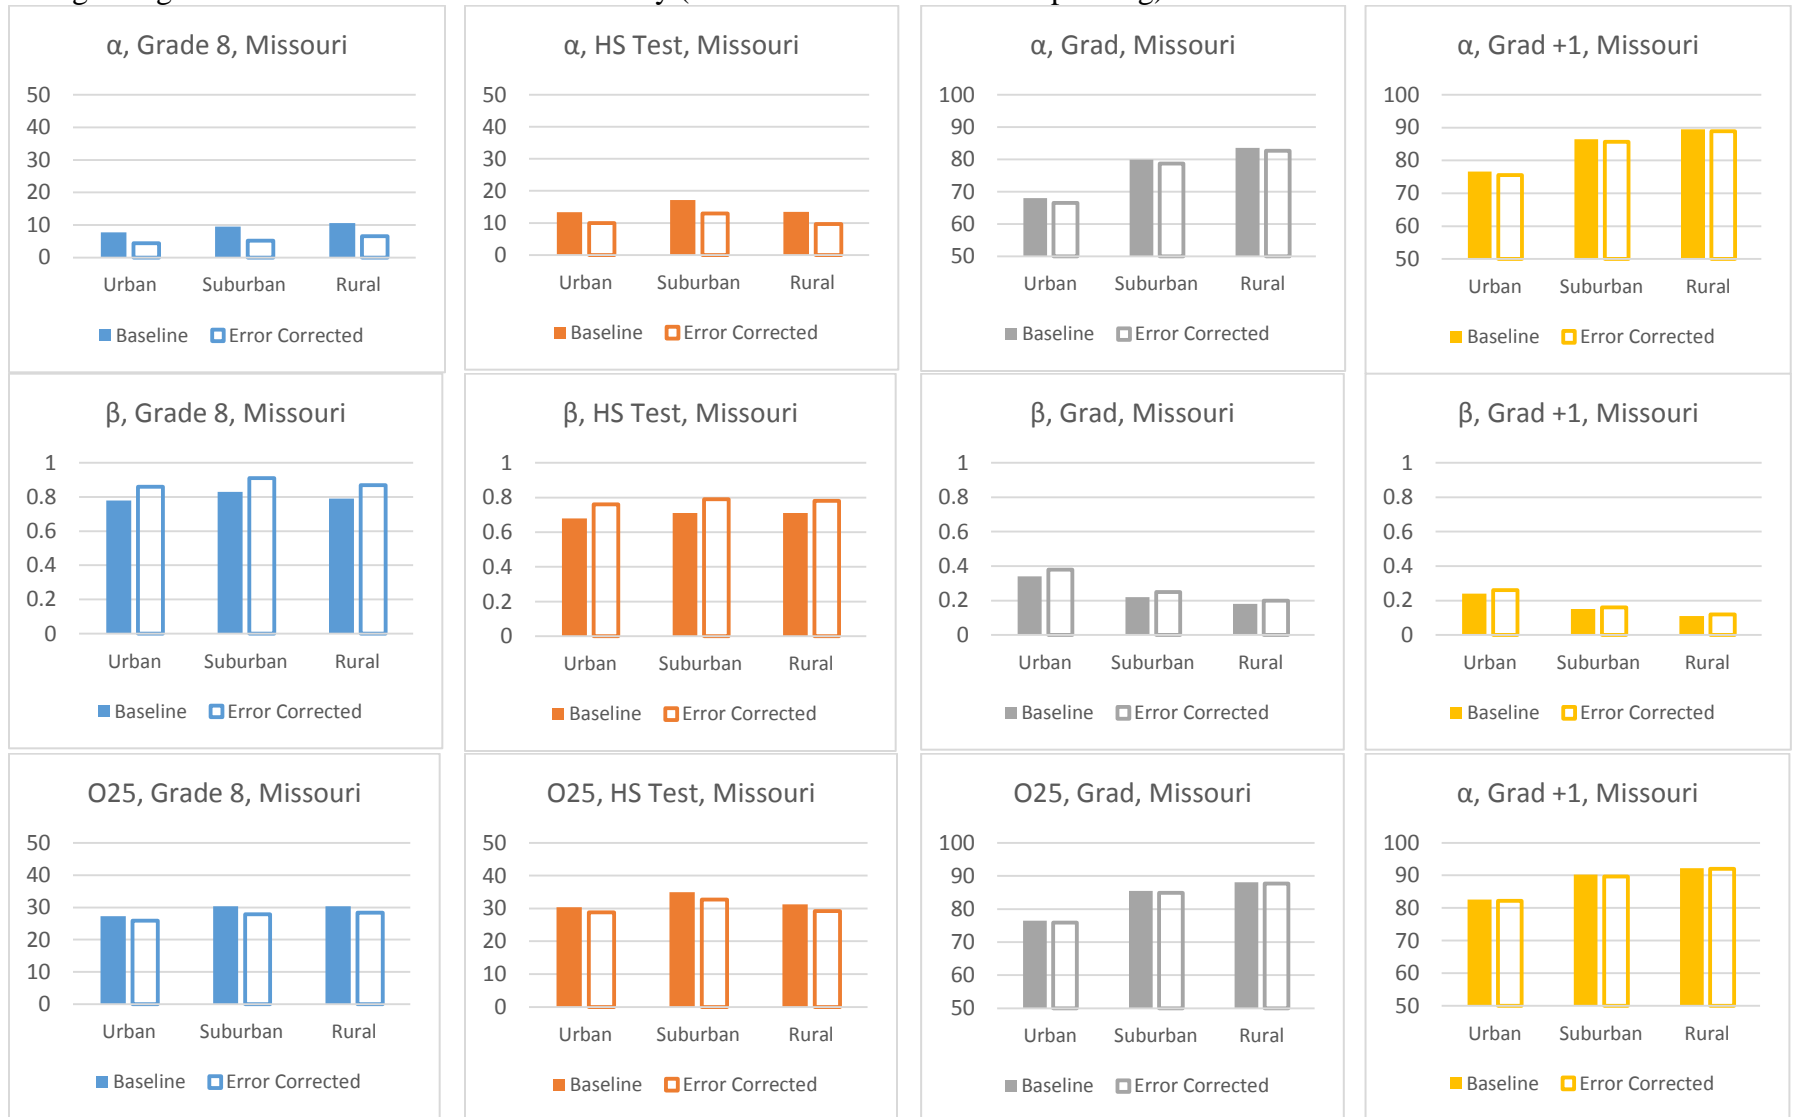 α, Grade 8, Missouri
50
40
30
20
10
0
Urban Suburban Rural
Baseline Error Corrected
α, HS Test, Missouri
50
40
30
20
10
0
Urban Suburban Rural
Baseline Error Corrected
α, Grad, Missouri
100
90
80
70
60
50
Urban Suburban Rural
Baseline Error Corrected
α, Grad +1, Missouri
100
90
80
70
60
50
Urban Suburban Rural
Baseline Error Corrected
β, Grade 8, Missouri
1
0.8
0.6
0.4
0.2
0
Urban Suburban Rural
Baseline Error Corrected
β, HS Test, Missouri
1
0.8
0.6
0.4
0.2
0
Urban Suburban Rural
Baseline Error Corrected
β, Grad, Missouri
1
0.8
0.6
0.4
0.2
0
Urban Suburban Rural
Baseline Error Corrected
β, Grad +1, Missouri
1
0.8
0.6
0.4
0.2
0
Urban Suburban Rural
Baseline Error Corrected
O25, Grade 8, Missouri
50
40
30
20
10
0
Urban Suburban Rural
Baseline Error Corrected
O25, HS Test, Missouri
50
40
30
20
10
0
Urban Suburban Rural
Baseline Error Corrected
O25, Grad, Missouri
100
90
80
70
60
50
Urban Suburban Rural
Baseline Error Corrected
α, Grad +1, Missouri
100
90
80
70
60
50
Urban Suburban Rural
Baseline Error Corrected